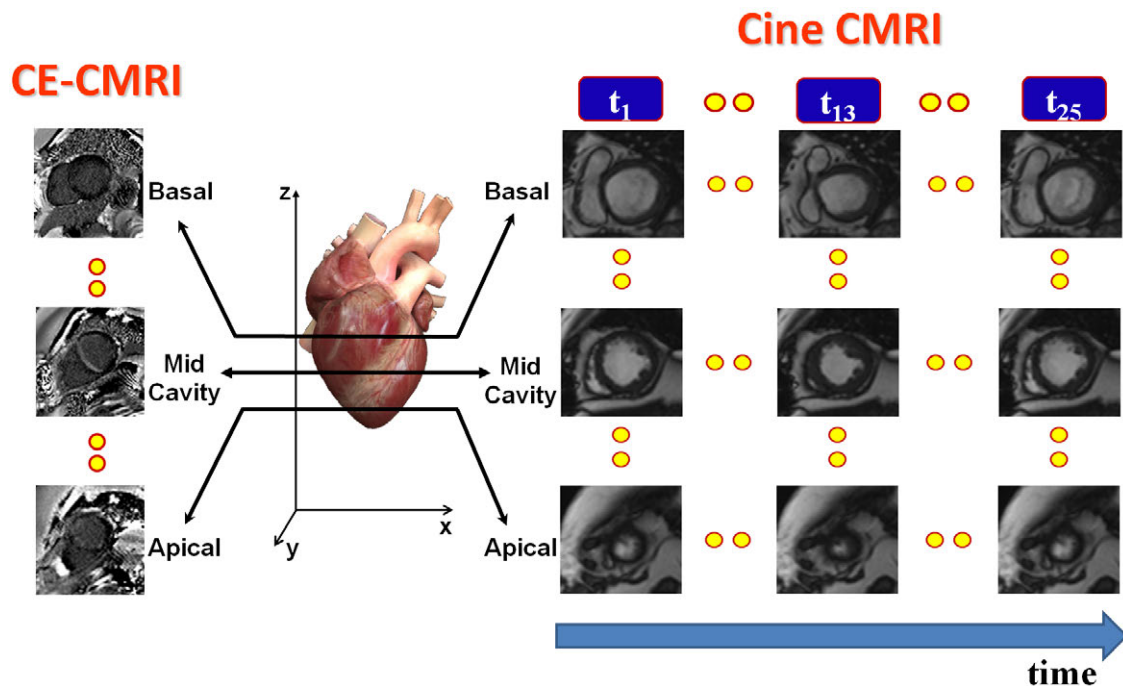 Cine CMRI
CE-CMRI
t1 t13 t25
Basal
z
Basal
Mid
Cavity
Mid
Cavity
x
y
Apical
Apical
time